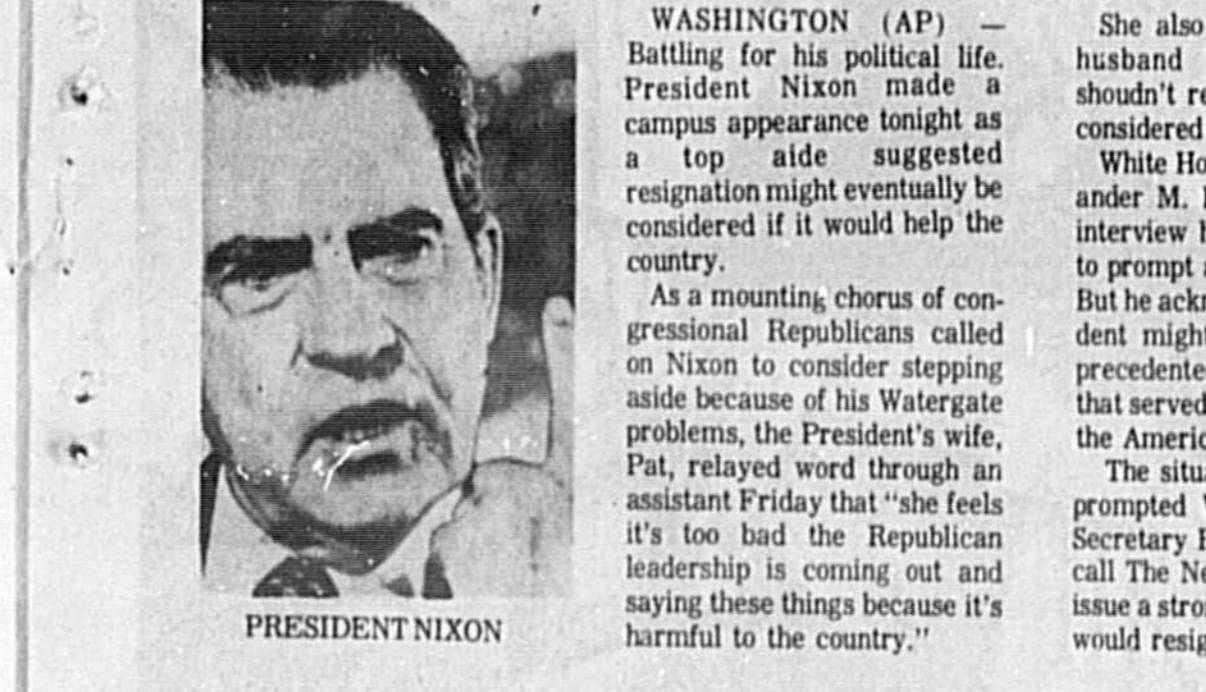 PRESIDENT NIXON
WASHINGTON (AP) —
Battling for his political life.
President Nixon made a
campus appearance tonight as
a top aide suggested
resignation might eventually be
considered if it would help the
country.
As a mounting chorus of con-
gressional Republicans called
on Nixon to consider stepping
aside because of his Watergate
problems, the President's wife,
Pat, relayed word through an
assistant Friday that "she feels
it's too bad the Republican
leadership is coming out and
saying these things because it's
harmful to the country."
She also
husband
shoudn't re
considered
White Ho
ander M.
interview h
to prompt
But he ackn
dent might
precedente
that served
the Americ
The situa
prompted
Secretary
call The Ne
issue a stro
would resig